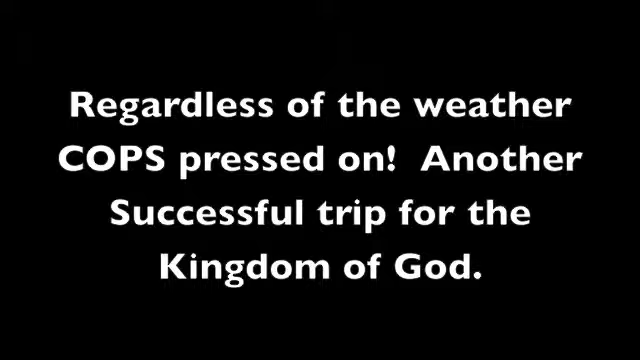 Regardless of the weather
COPS pressed on!  Another
Successful trip for the
Kingdom of God.